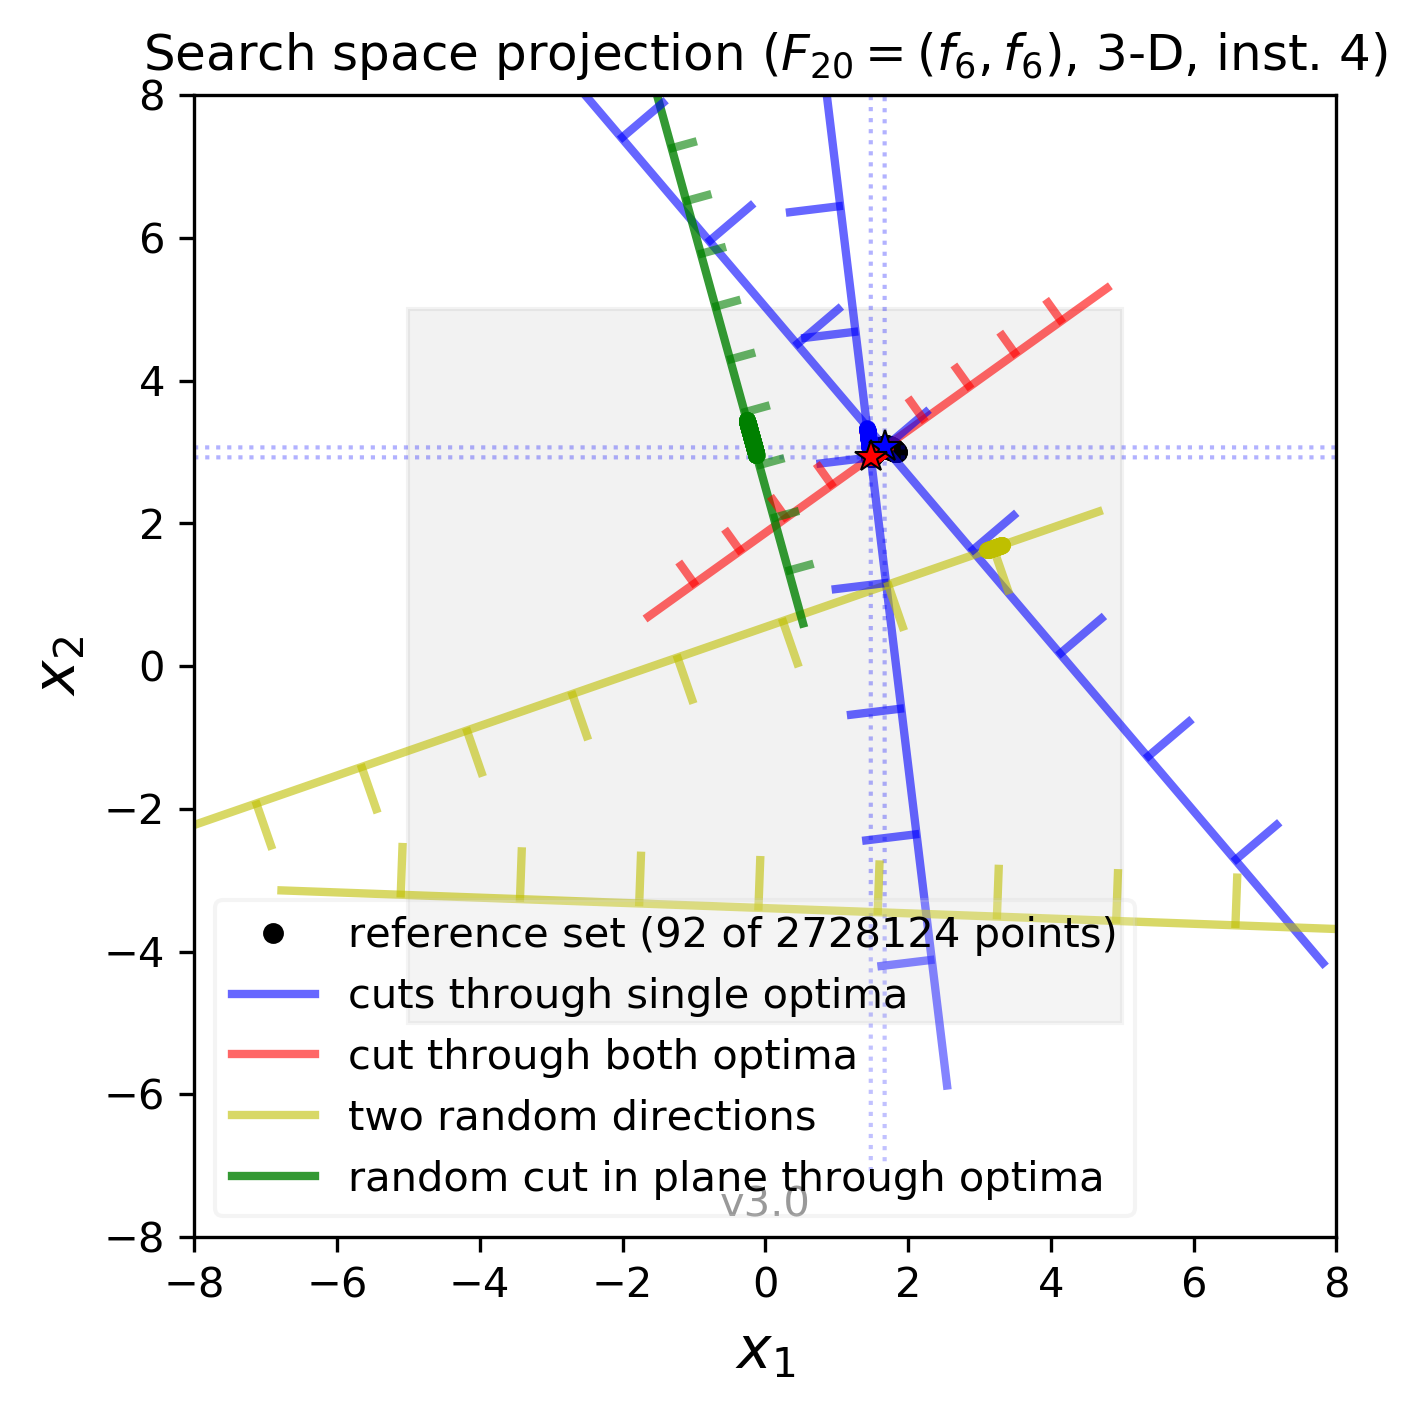 Search space projection (F₂₀ = (f₆, f₆), 3-D, inst. 4)
8
6
4
2
0
−2
−4
−6
−8
x₂
reference set (92 of 2728124 points)
cuts through single optima
cut through both optima
two random directions
random cut in plane through optima
v3.0
−8 −6 −4 −2 0 2 4 6 8
x₁